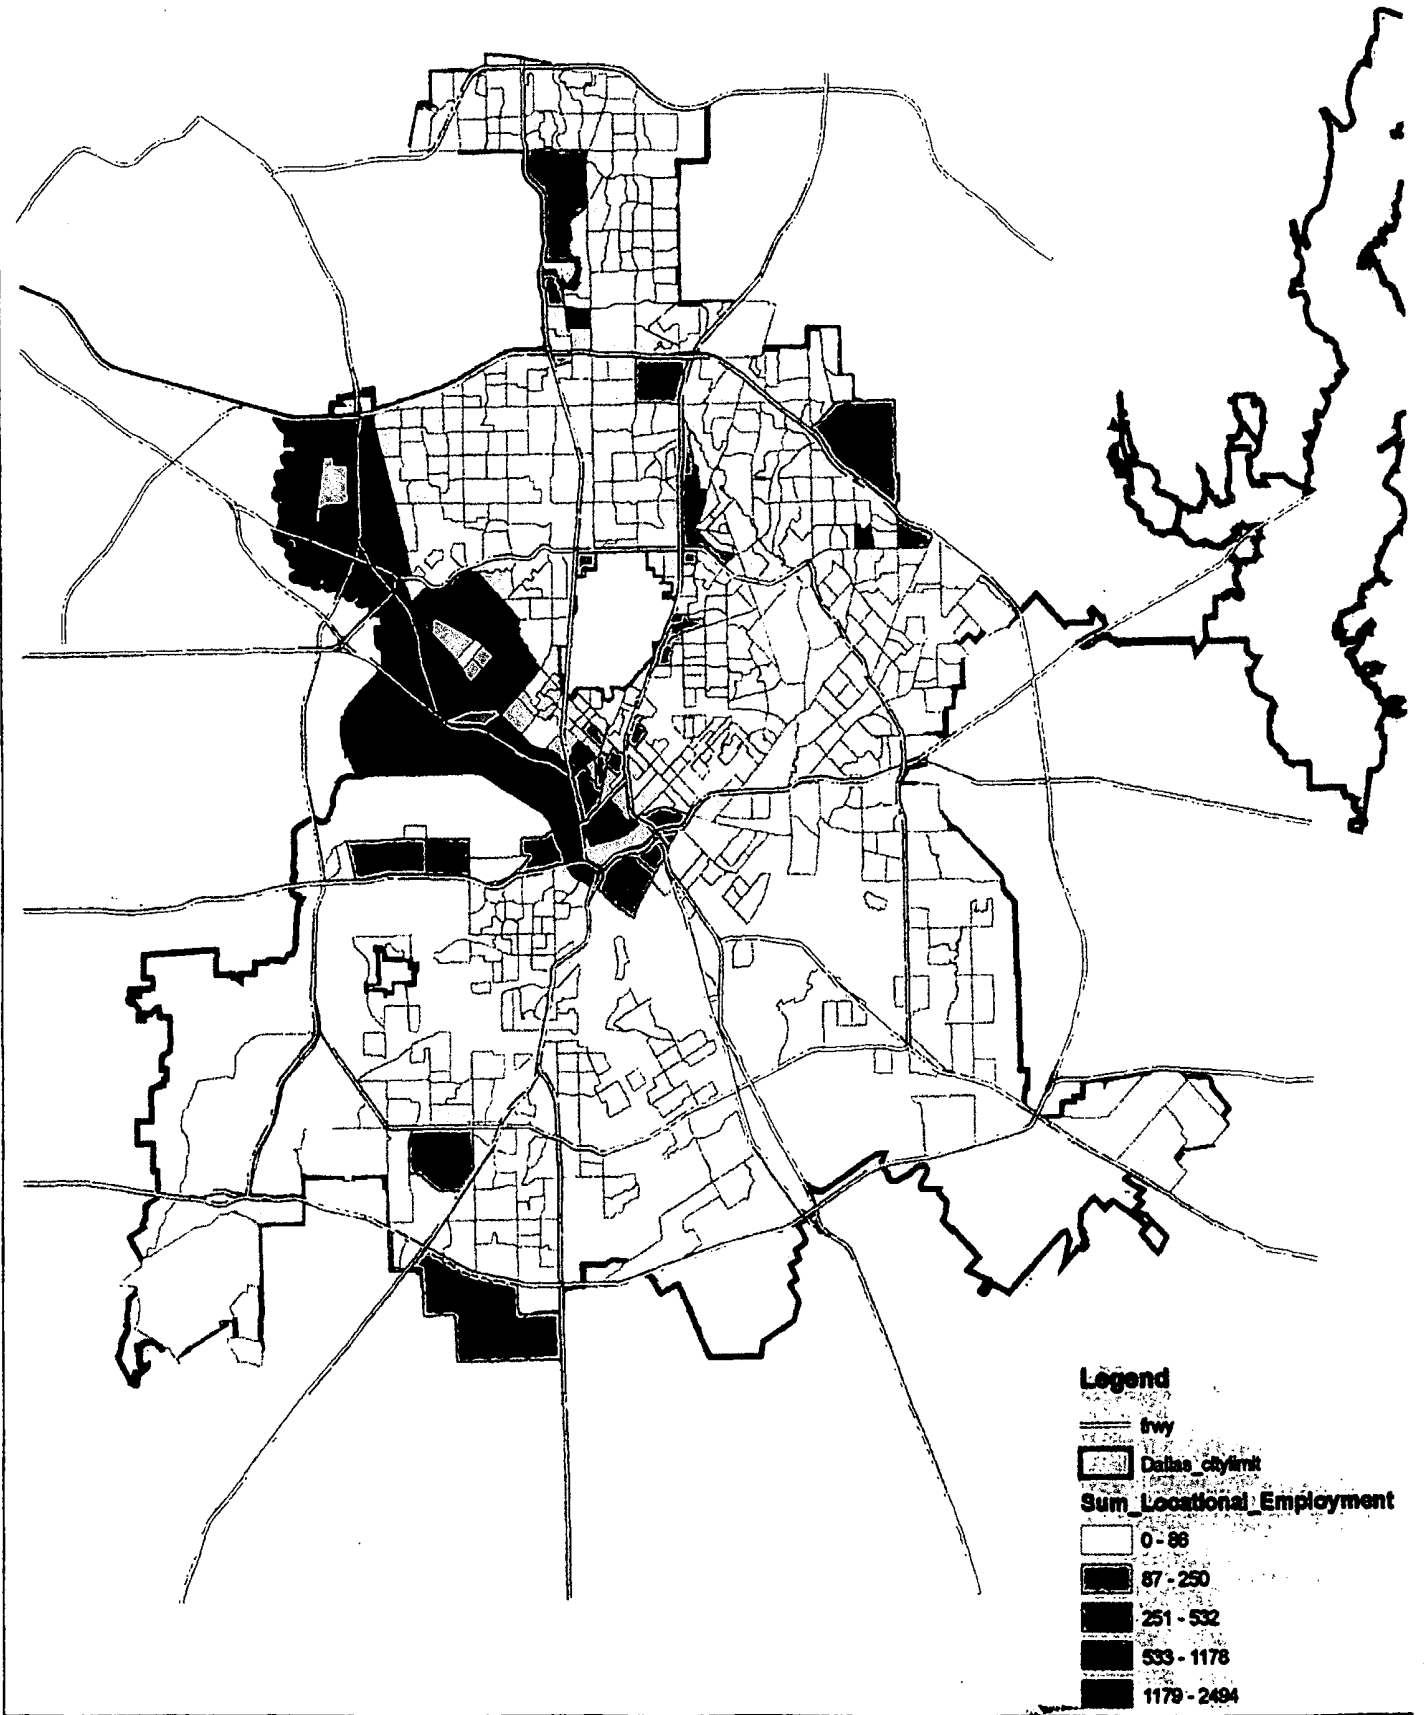 Legend
frwy
Dallas_citylimit
Sum_Locational_Employment
0 - 86
87 - 250
251 - 532
533 - 1178
1179 - 2494